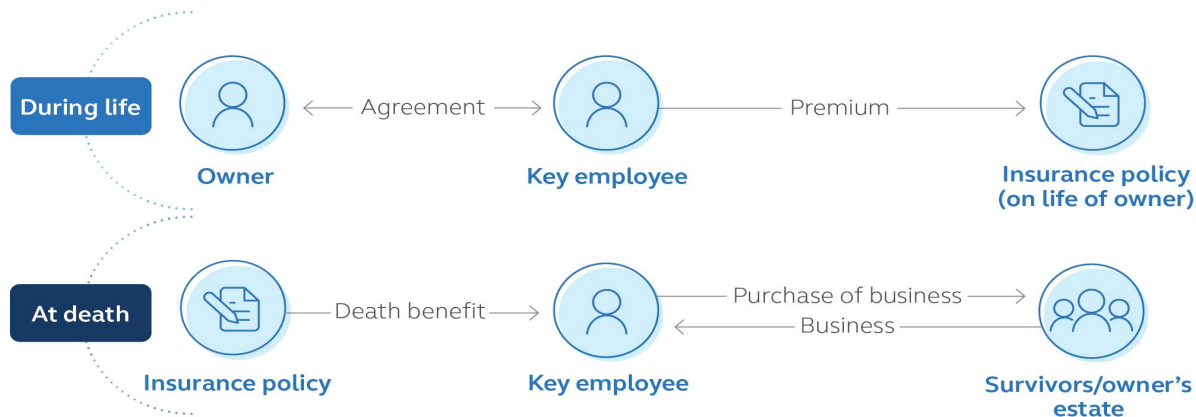 During life
Agreement
Premium
Owner
Key employee
Insurance policy
(on life of owner)
At death
Death benefit
Purchase of business
Business
Insurance policy
Key employee
Survivors/owner's
estate